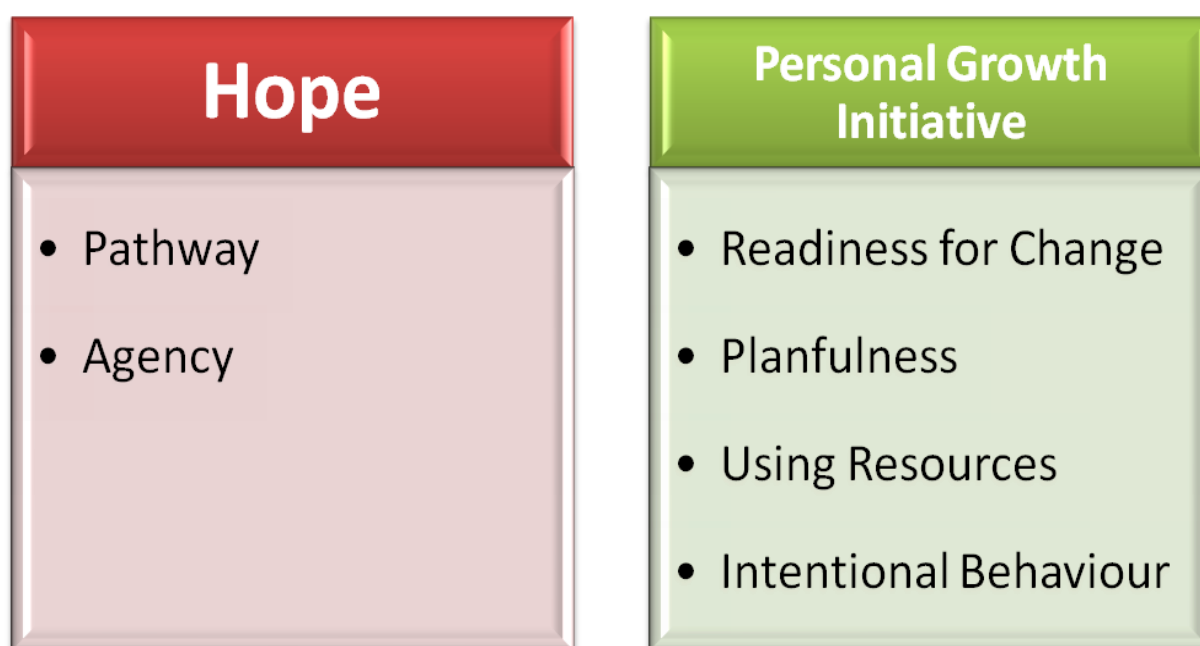 Hope
• Pathway
• Agency
Personal Growth
Initiative
• Readiness for Change
• Planfulness
• Using Resources
• Intentional Behaviour